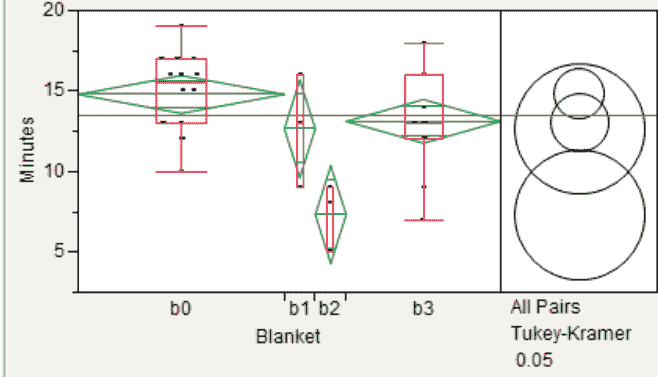 20
15
10
5
Minutes
b0 b1 b2 b3
Blanket
All Pairs
Tukey-Kramer
0.05